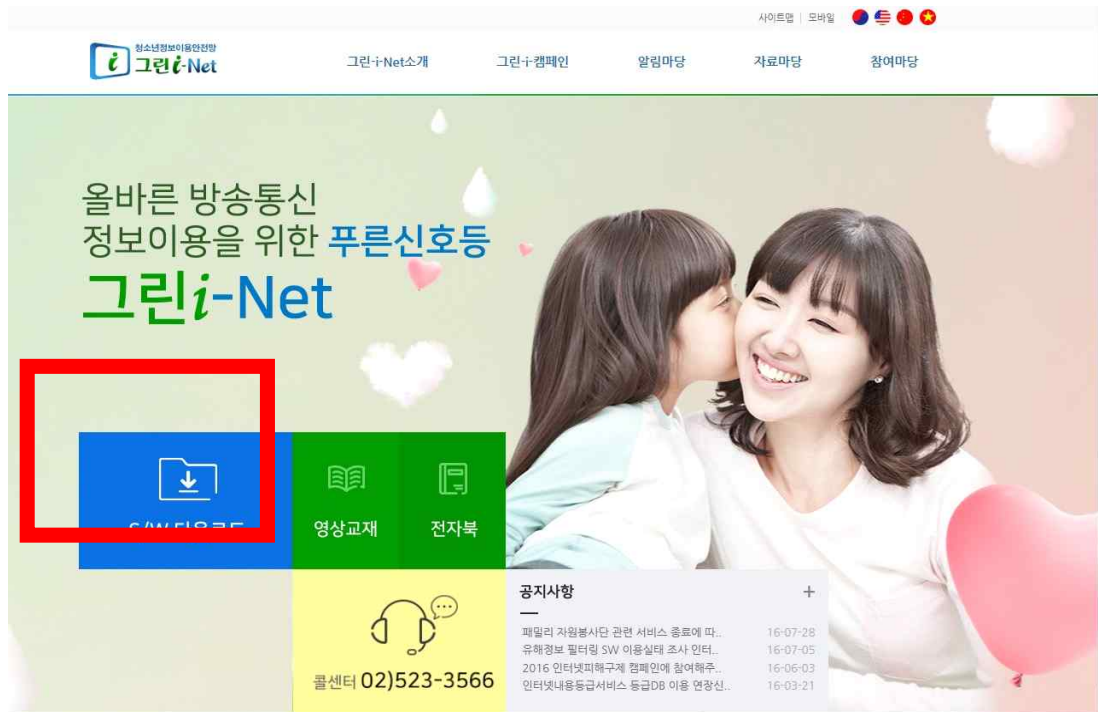 사이트맵 | 모바일
청소년정보이용안전망
그린 i-Net
그린-i-Net소개 그린-i-캠페인 알림마당 자료마당 참여마당
올바른 방송통신
정보이용을 위한 푸른신호등
그린i-Net
S/W 다운로드 영상교재 전자북
공지사항 +
패밀리 자원봉사단 관련 서비스 종료에 따.. 16-07-28
유해정보 필터링 SW 이용실태 조사 인터.. 16-07-05
2016 인터넷피해구제 캠페인에 참여해주.. 16-06-03
인터넷내용등급서비스 등급DB 이용 연장신.. 16-03-21
콜센터 02)523-3566